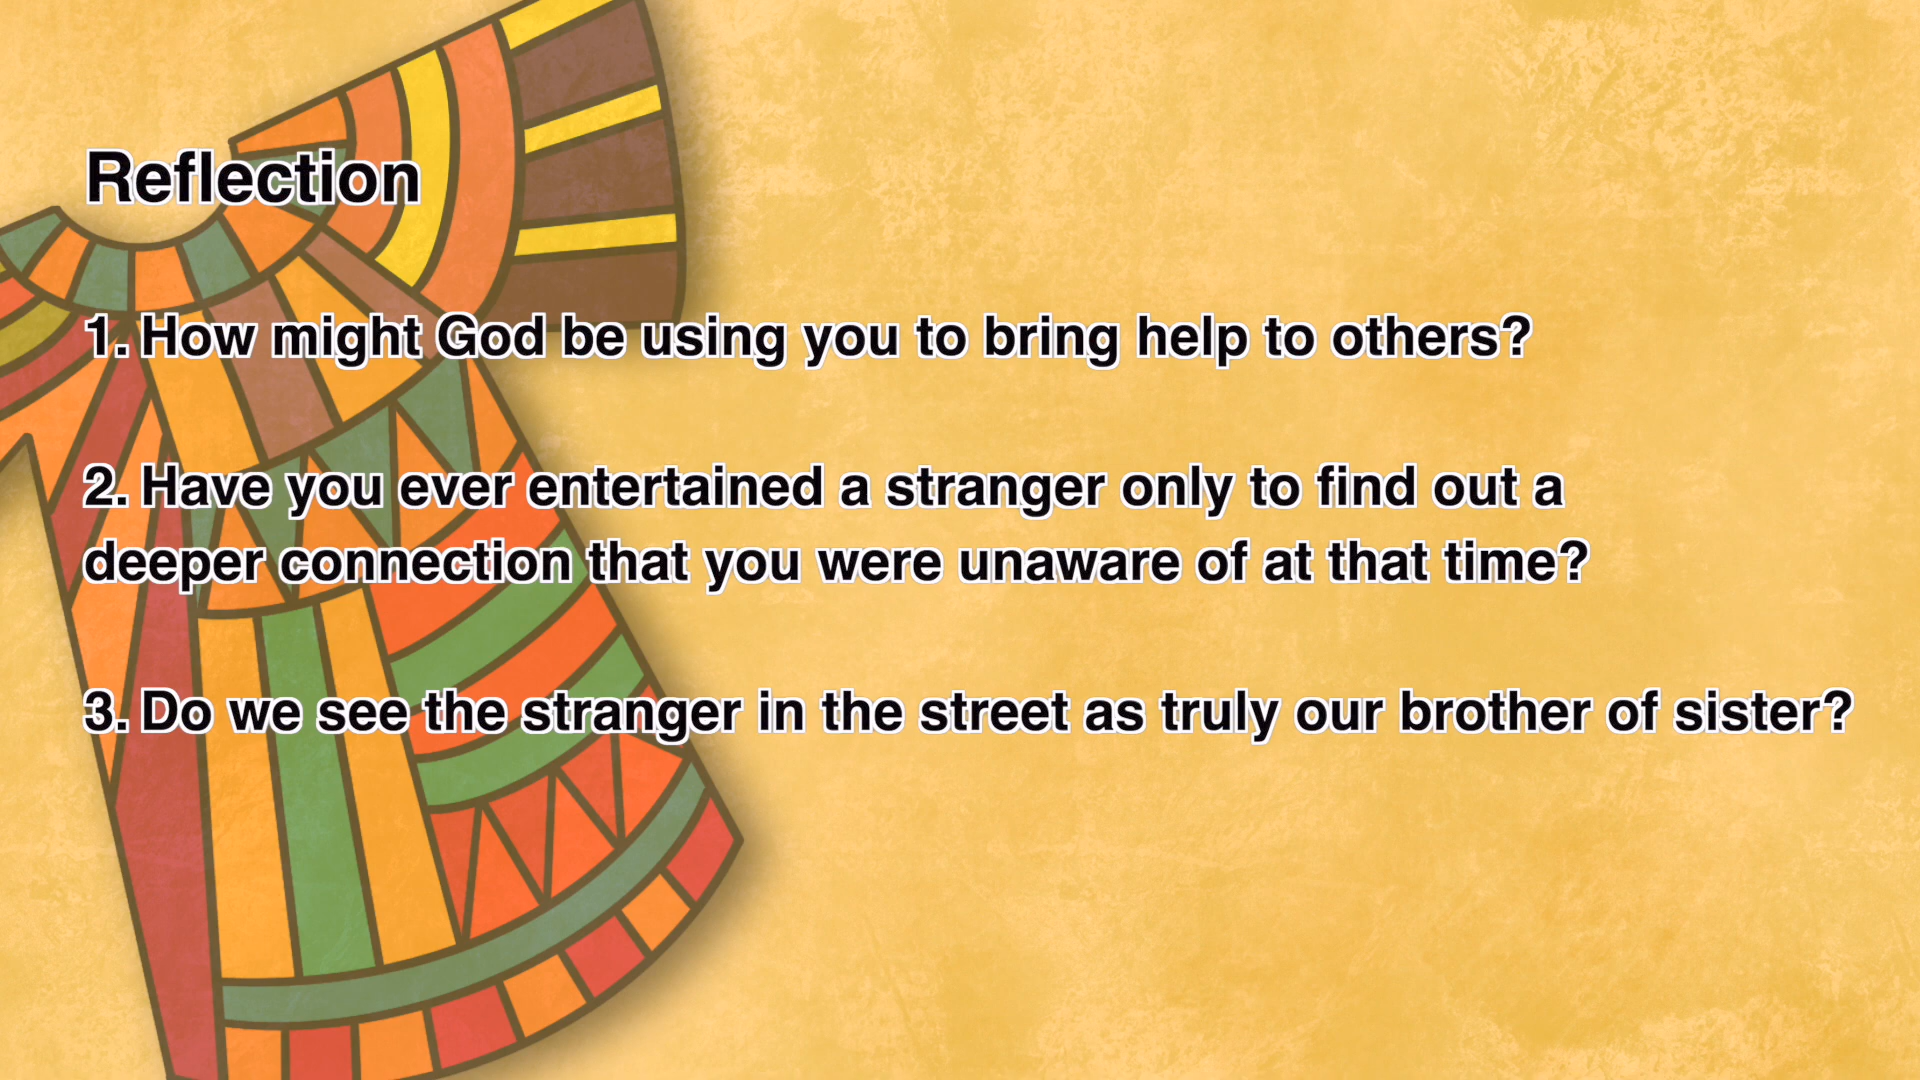 Reflection
1. How might God be using you to bring help to others?
2. Have you ever entertained a stranger only to find out a
deeper connection that you were unaware of at that time?
3. Do we see the stranger in the street as truly our brother of sister?